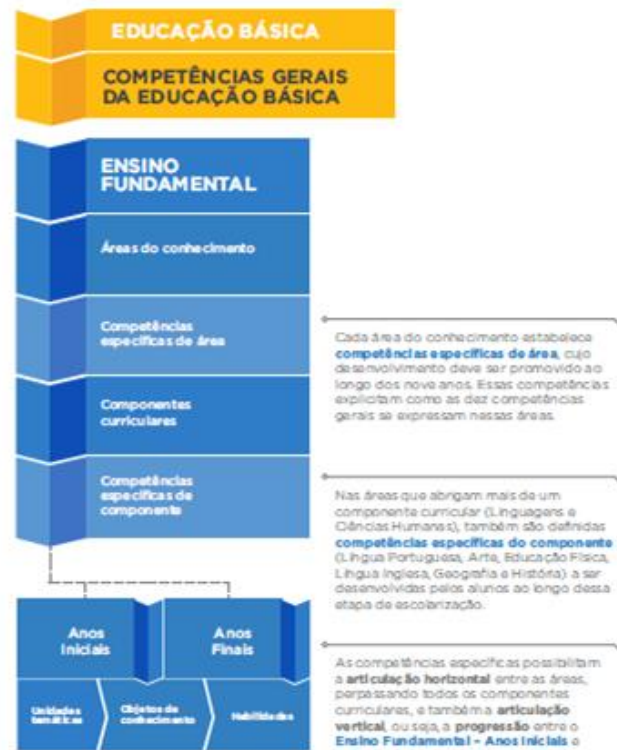 EDUCAÇÃO BÁSICA
COMPETÊNCIAS GERAIS
DA EDUCAÇÃO BÁSICA
ENSINO
FUNDAMENTAL
Áreas do conhecimento
Competências
específicas de área
Cada área do conhecimento estabelece
competências específicas de área, cujo
desenvolvimento deve ser promovido ao
longo dos nove anos. Essas competências
explicitam como as dez competências
gerais se expressam nessas áreas.
Componentes
curriculares
Competências
específicas de
componente
Nas áreas que abrigam mais de um
componente curricular (Linguagens e
Ciências Humanas), também são definidas
competências específicas do componente
(Língua Portuguesa, Arte, Educação Física,
Língua Inglesa, Geografia e História) a ser
desenvolvidas pelos alunos ao longo dessa
etapa de escolarização.
Anos
Iniciais
Anos
Finais
Unidades
temáticas
Objetos de
conhecimento
Habilidades
As competências específicas possibilitam
a articulação horizontal entre as áreas,
perpassando todos os componentes
curriculares, e também a articulação
vertical, ou seja, a progressão entre o
Ensino Fundamental – Anos Iniciais e